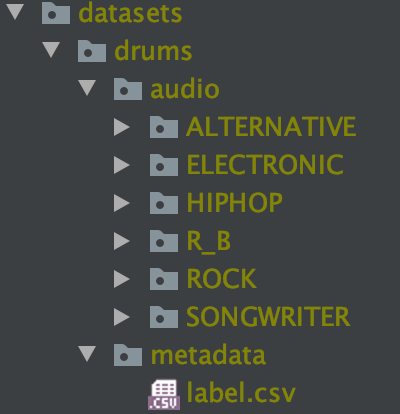 datasets
drums
audio
ALTERNATIVE
ELECTRONIC
HIPHOP
R_B
ROCK
SONGWRITER
metadata
.CSV label.csv